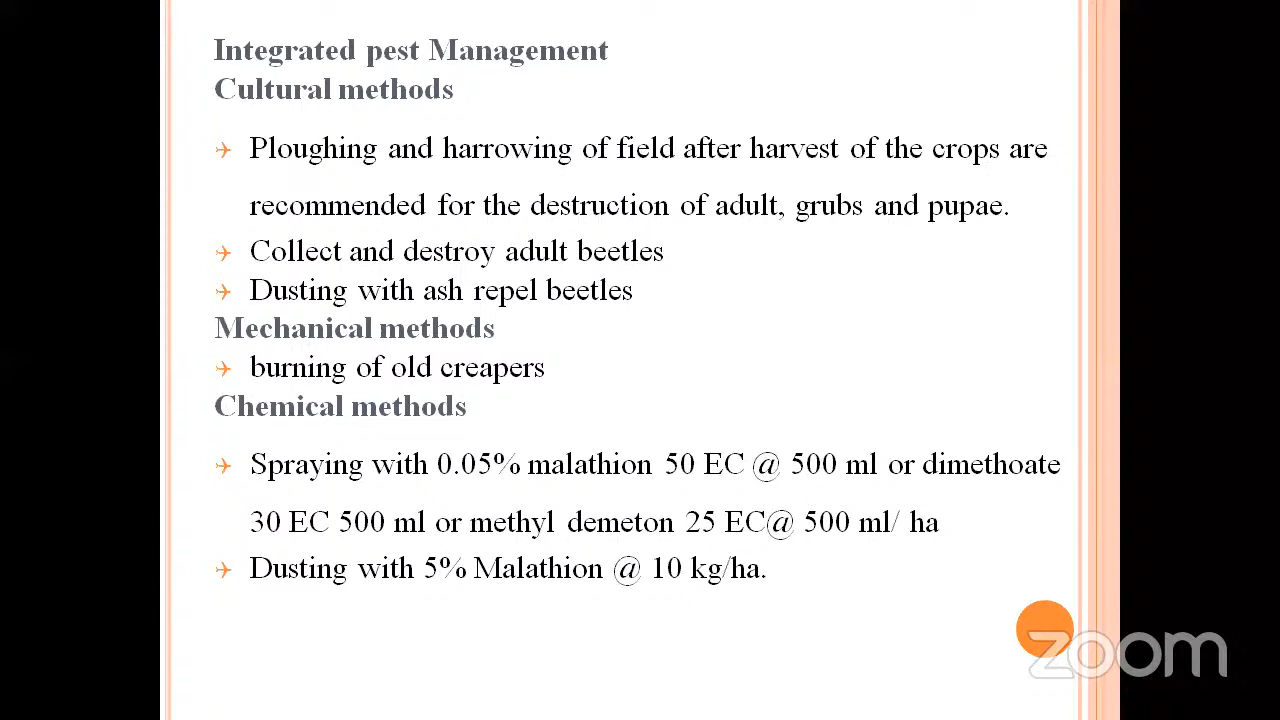 Integrated pest Management
Cultural methods
Ploughing and harrowing of field after harvest of the crops are
recommended for the destruction of adult, grubs and pupae.
Collect and destroy adult beetles
Dusting with ash repel beetles
Mechanical methods
burning of old creapers
Chemical methods
Spraying with 0.05% malathion 50 EC @ 500 ml or dimethoate
30 EC 500 ml or methyl demeton 25 EC@ 500 ml/ ha
Dusting with 5% Malathion @ 10 kg/ha.
zoom